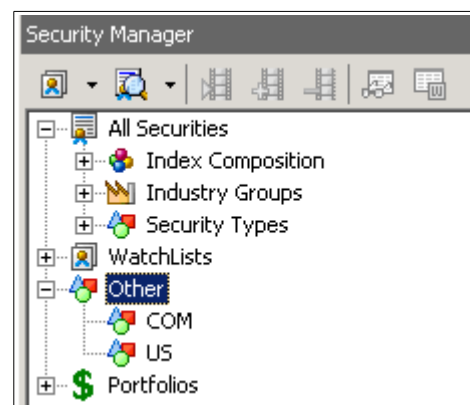 Security Manager
All Securities
Index Composition
Industry Groups
Security Types
WatchLists
Other
COM
US
Portfolios